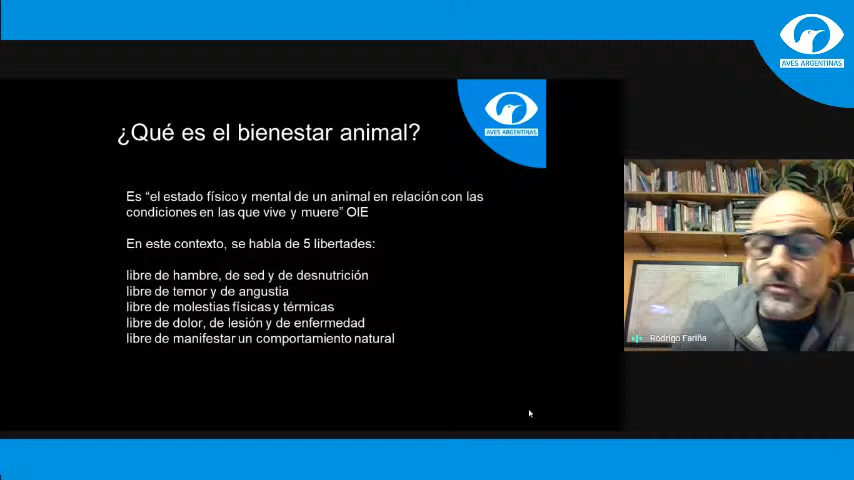 AVES ARGENTINAS
AVES ARGENTINAS
¿Qué es el bienestar animal?
Es “el estado físico y mental de un animal en relación con las
condiciones en las que vive y muere” OIE
En este contexto, se habla de 5 libertades:
libre de hambre, de sed y de desnutrición
libre de temor y de angustia
libre de molestias físicas y térmicas
libre de dolor, de lesión y de enfermedad
libre de manifestar un comportamiento natural
Rodrigo Fariña